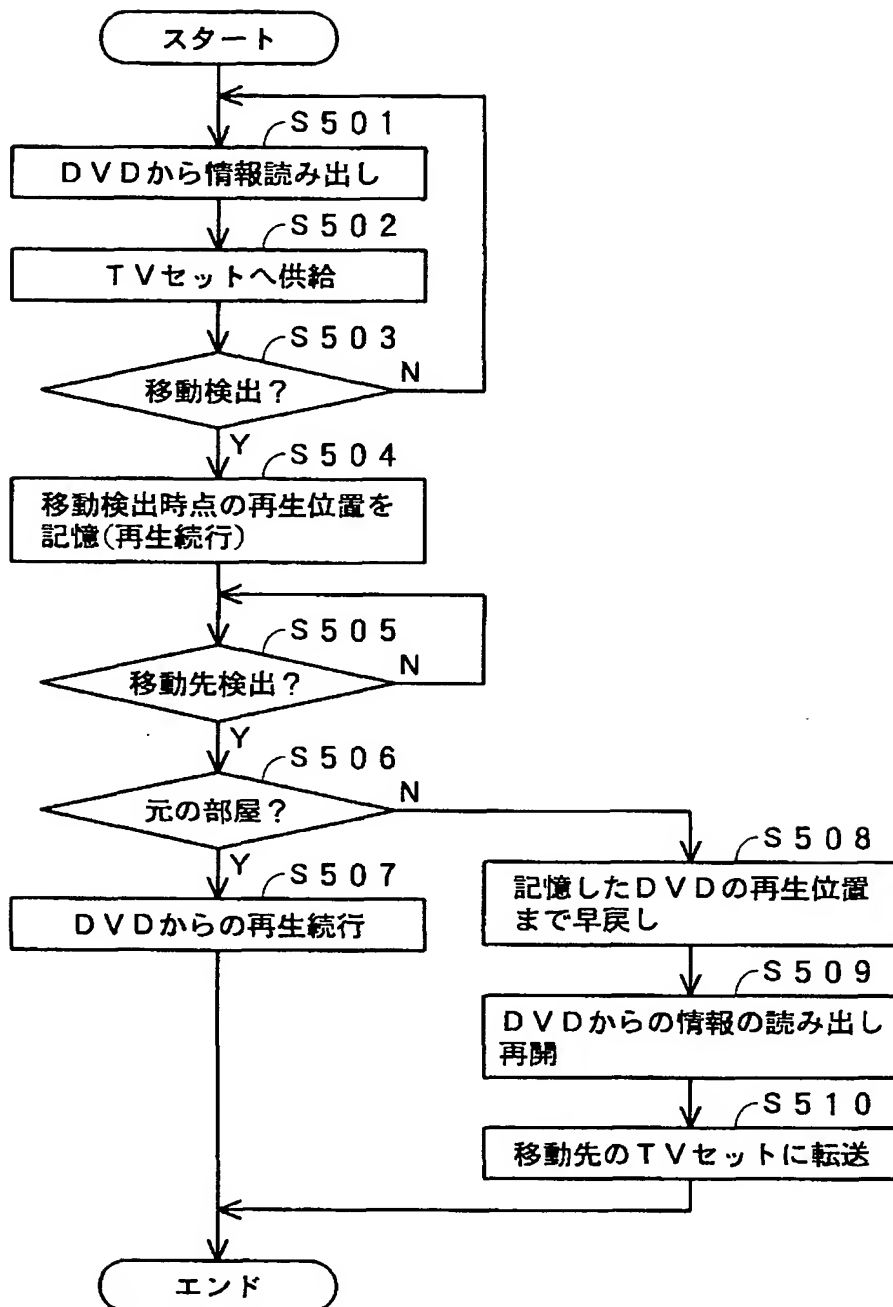 スタート
S501
DVDから情報読み出し
S502
TVセットへ供給
S503
移動検出?
N
Y
S504
移動検出時点の再生位置を
記憶(再生続行)
S505
移動先検出?
N
Y
S506
元の部屋?
N
Y
S507
DVDからの再生続行
S508
記憶したDVDの再生位置
まで早戻し
S509
DVDからの情報の読み出し
再開
S510
移動先のTVセットに転送
エンド